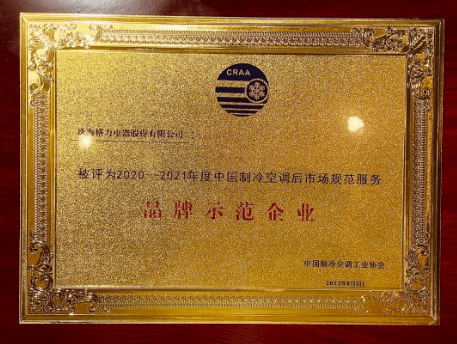 CRAA
珠海格力电器股份有限公司：
被评为2020—2021年度中国制冷空调后市场规范服务
品牌示范企业
中国制冷空调工业协会